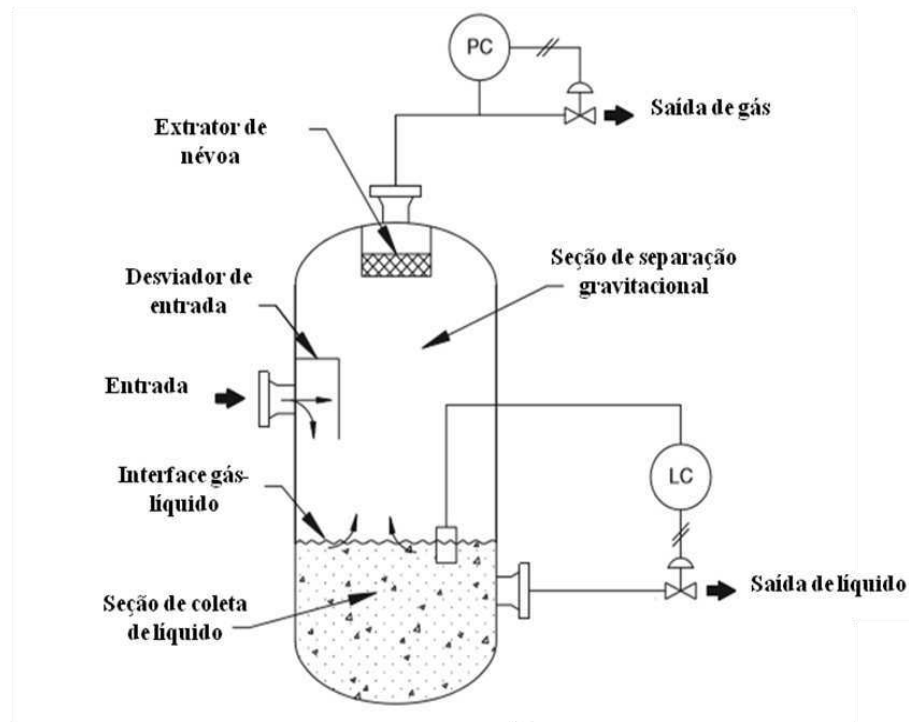 PC
Saída de gás
Extrator de
névoa
Seção de separação
gravitacional
Desviador de
entrada
Entrada
Interface gás-
líquido
LC
Saída de líquido
Seção de coleta
de líquido